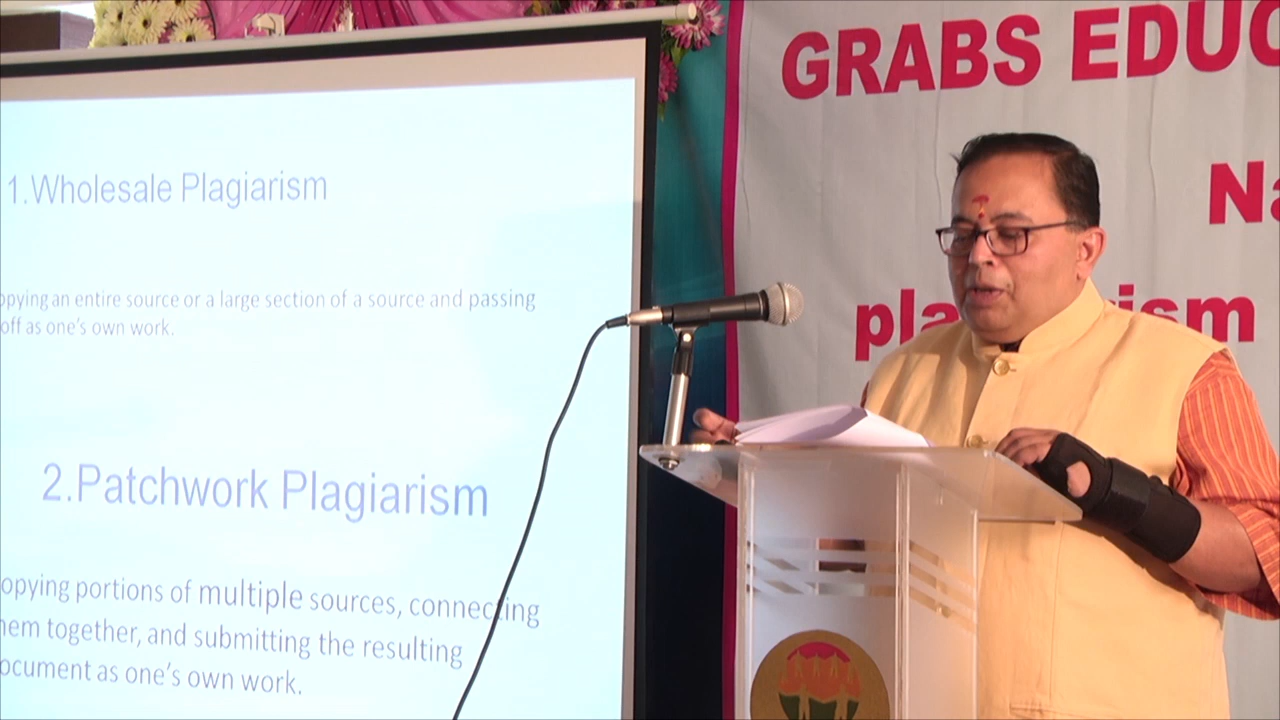 1.Wholesale Plagiarism
opying an entire source or a large section of a source and passing
off as one's own work.
2.Patchwork Plagiarism
opying portions of multiple sources, connecting
hem together, and submitting the resulting
ocument as one's own work.
GRABS EDUC
Na
pla rism